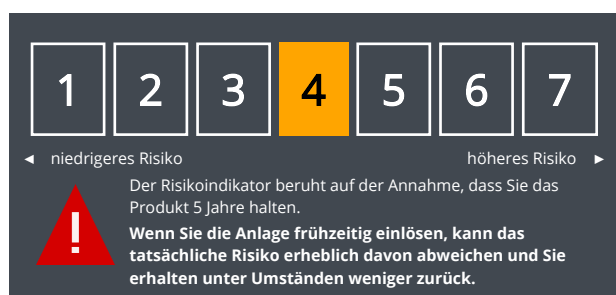 1 2 3 4 5 6 7
◄ niedrigeres Risiko höheres Risiko ►
Der Risikoindikator beruht auf der Annahme, dass Sie das
Produkt 5 Jahre halten.
!
Wenn Sie die Anlage frühzeitig einlösen, kann das
tatsächliche Risiko erheblich davon abweichen und Sie
erhalten unter Umständen weniger zurück.